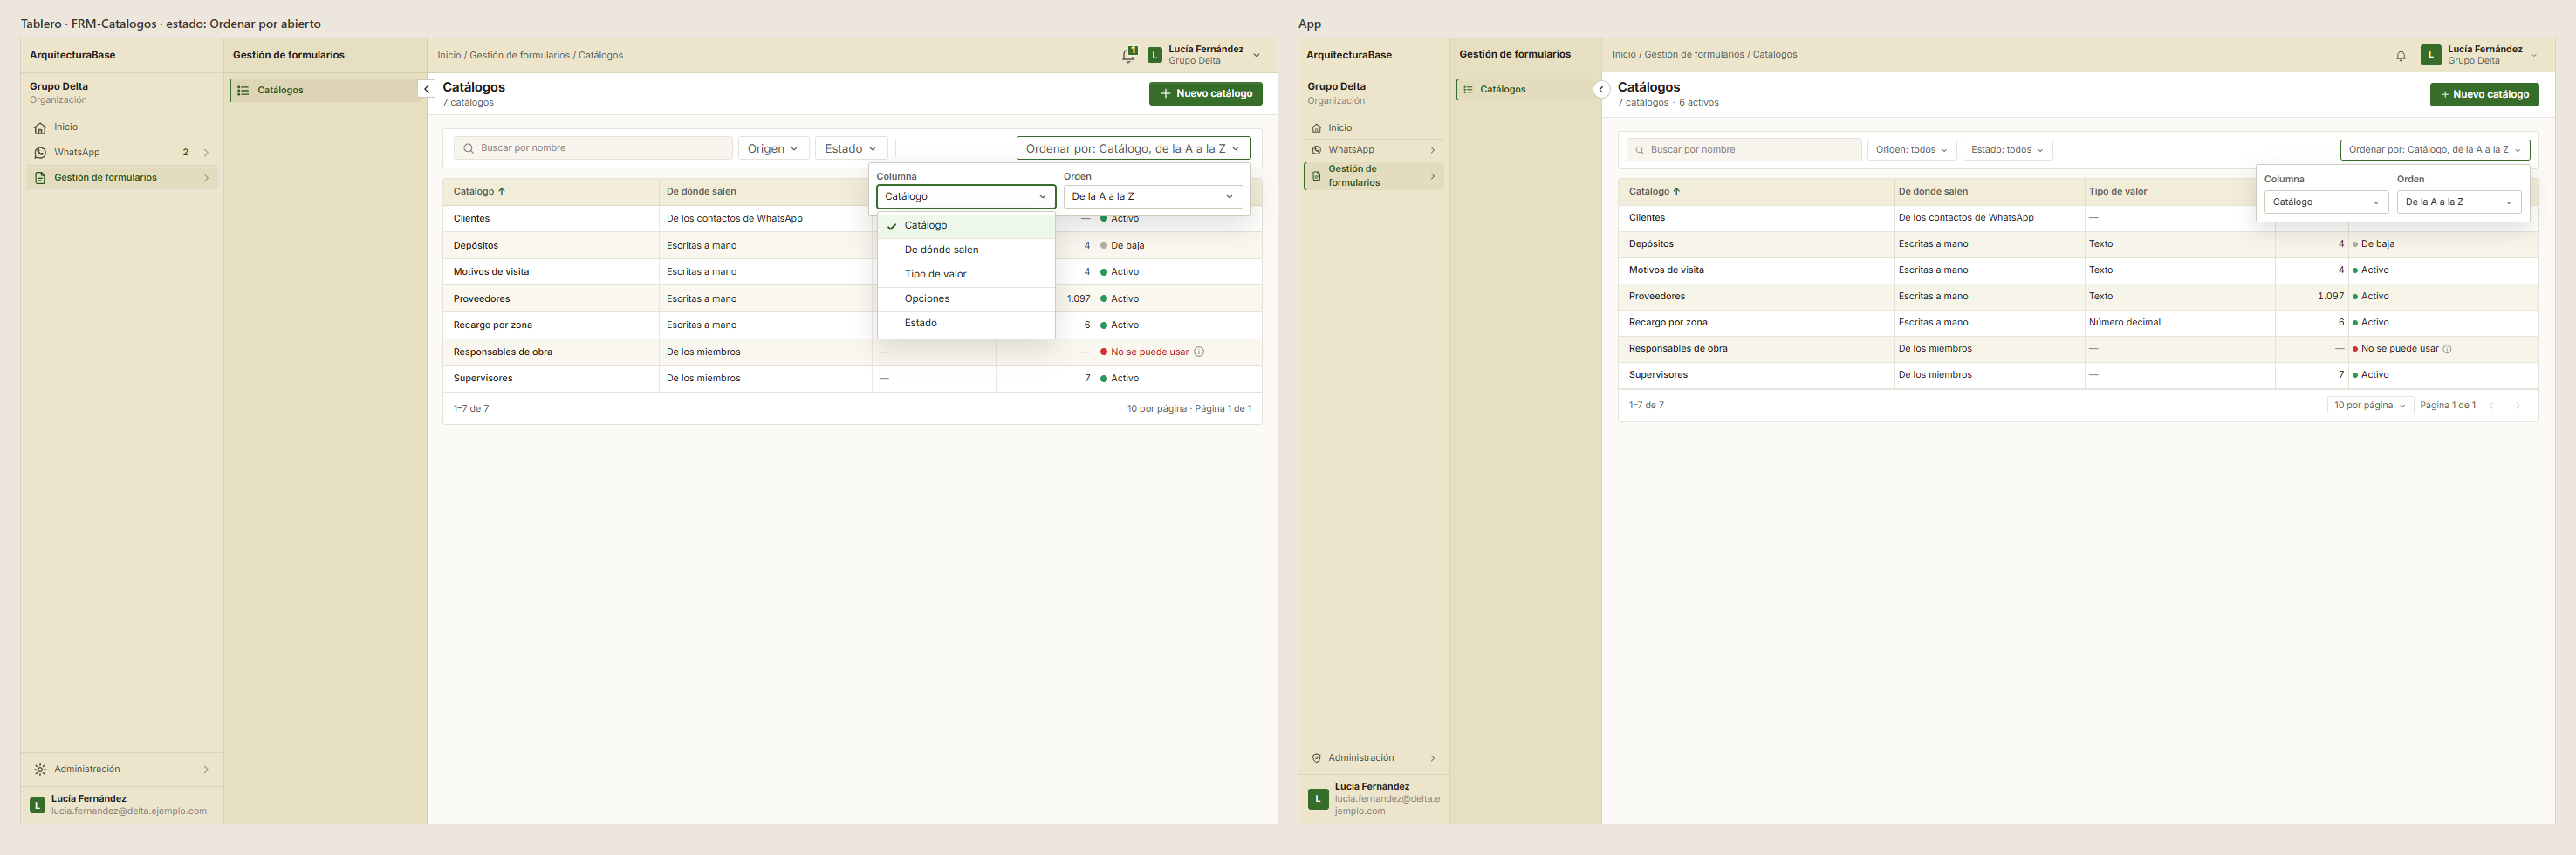 Tablero · FRM-Catalogos · estado: Ordenar por abierto
ArquitecturaBase
Gestión de formularios
Inicio / Gestión de formularios / Catálogos
1
L
Lucía Fernández
Grupo Delta
Grupo Delta
Organización
Catálogos
Catálogos
7 catálogos
Nuevo catálogo
Inicio
WhatsApp
2
Gestión de formularios
Buscar por nombre
Origen
Estado
Ordenar por: Catálogo, de la A a la Z
Columna
Orden
Catálogo
De la A a la Z
Catálogo
De dónde salen
Tipo de valor
Opciones
Estado
Catálogo ↑
De dónde salen
Clientes
De los contactos de WhatsApp
—
Activo
Depósitos
Escritas a mano
4
De baja
Motivos de visita
Escritas a mano
4
Activo
Proveedores
Escritas a mano
1.097
Activo
Recargo por zona
Escritas a mano
6
Activo
Responsables de obra
De los miembros
—
—
No se puede usar
Supervisores
De los miembros
—
7
Activo
1–7 de 7
10 por página · Página 1 de 1
Administración
L
Lucía Fernández
lucia.fernandez@delta.ejemplo.com
App
ArquitecturaBase
Gestión de formularios
Inicio / Gestión de formularios / Catálogos
L
Lucía Fernández
Grupo Delta
Grupo Delta
Organización
Catálogos
Catálogos
7 catálogos · 6 activos
+ Nuevo catálogo
Inicio
WhatsApp
Gestión de
formularios
Buscar por nombre
Origen: todos
Estado: todos
Ordenar por: Catálogo, de la A a la Z
Columna
Orden
Catálogo
De la A a la Z
Catálogo ↑
De dónde salen
Tipo de valor
Clientes
De los contactos de WhatsApp
—
Depósitos
Escritas a mano
Texto
4
De baja
Motivos de visita
Escritas a mano
Texto
4
Activo
Proveedores
Escritas a mano
Texto
1.097
Activo
Recargo por zona
Escritas a mano
Número decimal
6
Activo
Responsables de obra
De los miembros
—
—
No se puede usar
Supervisores
De los miembros
—
7
Activo
1–7 de 7
10 por página
Página 1 de 1
Administración
L
Lucía Fernández
lucia.fernandez@delta.e
jemplo.com